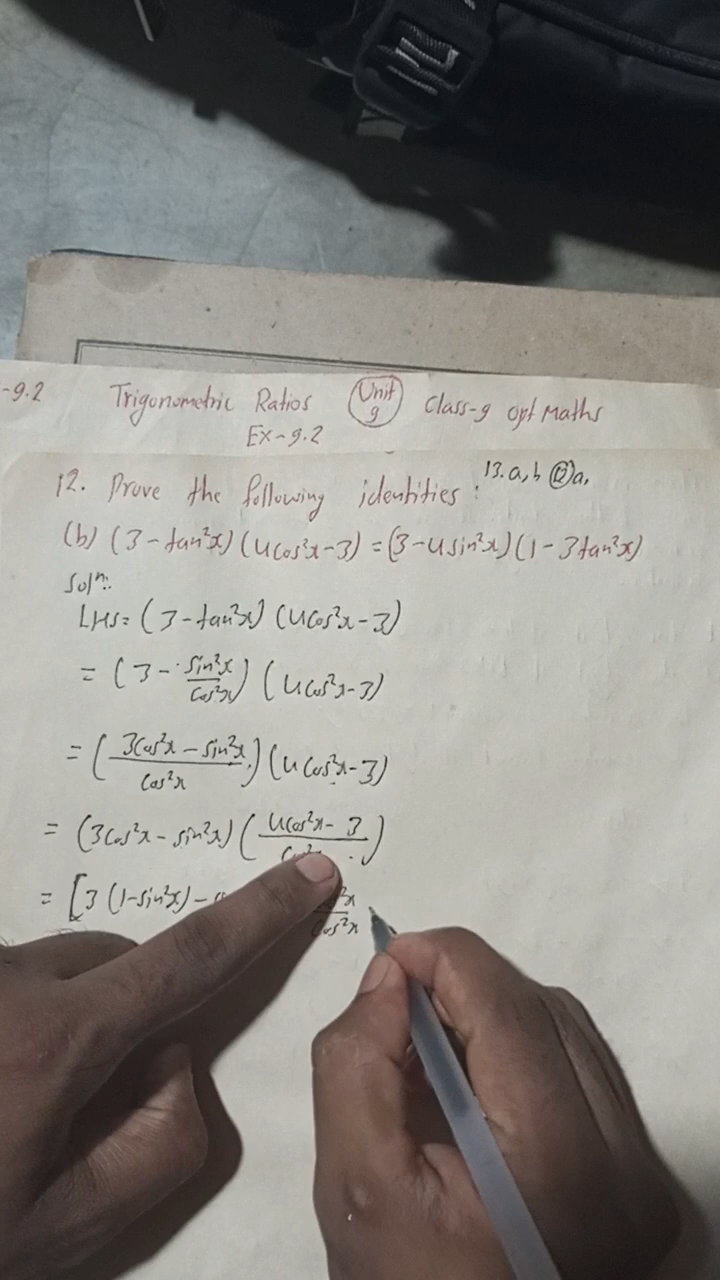 -9.2 Trigonometric Ratios Unit 9 Class-9 opt Maths
EX-9.2
12. Prove the following identities : 13. a, b 12 a,
(b) (3-tan²x) (4cos²x-3) = (3-4sin²x) (1-3tan²x)
Solⁿ:
LHS = (3-tan²x) (4cos²x-3)
= (3 - sin²x/cos²x) (4cos²x-3)
= (3cos²x - sin²x/cos²x) (4cos²x-3)
= (3cos²x - sin²x) (4cos²x - 3/
= [3 (1-sin²x) -
cos²x